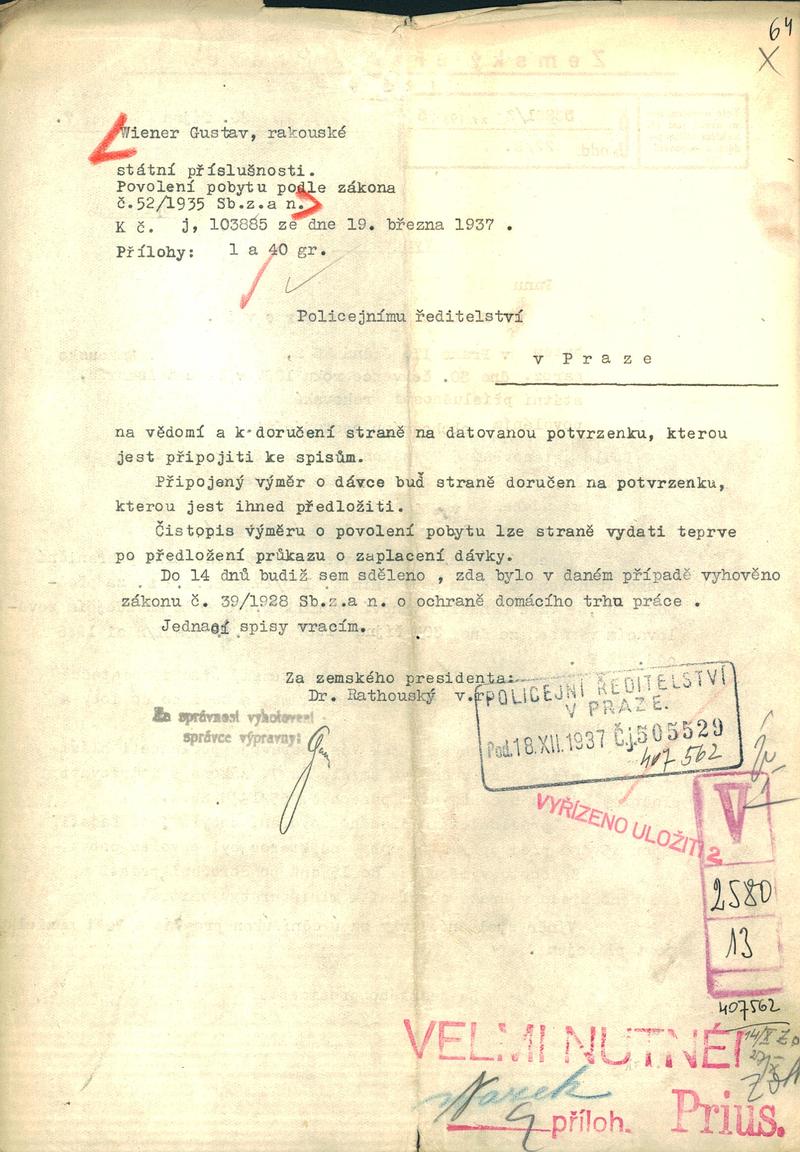 64
X
Wiener Gustav, rakouské
státní příslušnosti.
Povolení pobytu podle zákona
č.52/1935 Sb.z.a n.
K č. j, 103885 ze dne 19. března 1937 .
Přílohy: 1 a 40 gr.
Policejnímu ředitelství
v Praze
na vědomí a k doručení straně na datovanou potvrzenku, kterou
jest připojiti ke spisům.
Připojený výměr o dávce buď straně doručen na potvrzenku,
kterou jest ihned předložiti.
Čistopis výměru o povolení pobytu lze straně vydati teprve
po předložení průkazu o zaplacení dávky.
Do 14 dnů budiž sem sděleno , zda bylo v daném případě vyhověno
zákonu č. 39/1928 Sb.z.a n. o ochraně domácího trhu práce .
Jednací spisy vracím.
Za zemského presidenta:
Dr. Rathouský v.r.
Za správnost vyhotovení
správce výpravny:
POLICEJNÍ ŘEDITELSTVÍ
V PRAZE.
Pod. 18.XII.1937 Č.j. 505529
407 562
VYŘÍZENO ULOŽITI 2
V
2580
13
407562
VELMI NUTNÉ!
14/X
9 příloh.
Prius.